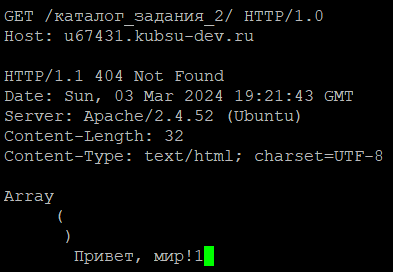 GET /каталог_задания_2/ HTTP/1.0
Host: u67431.kubsu-dev.ru
HTTP/1.1 404 Not Found
Date: Sun, 03 Mar 2024 19:21:43 GMT
Server: Apache/2.4.52 (Ubuntu)
Content-Length: 32
Content-Type: text/html; charset=UTF-8
Array
(
)
Привет, мир!1